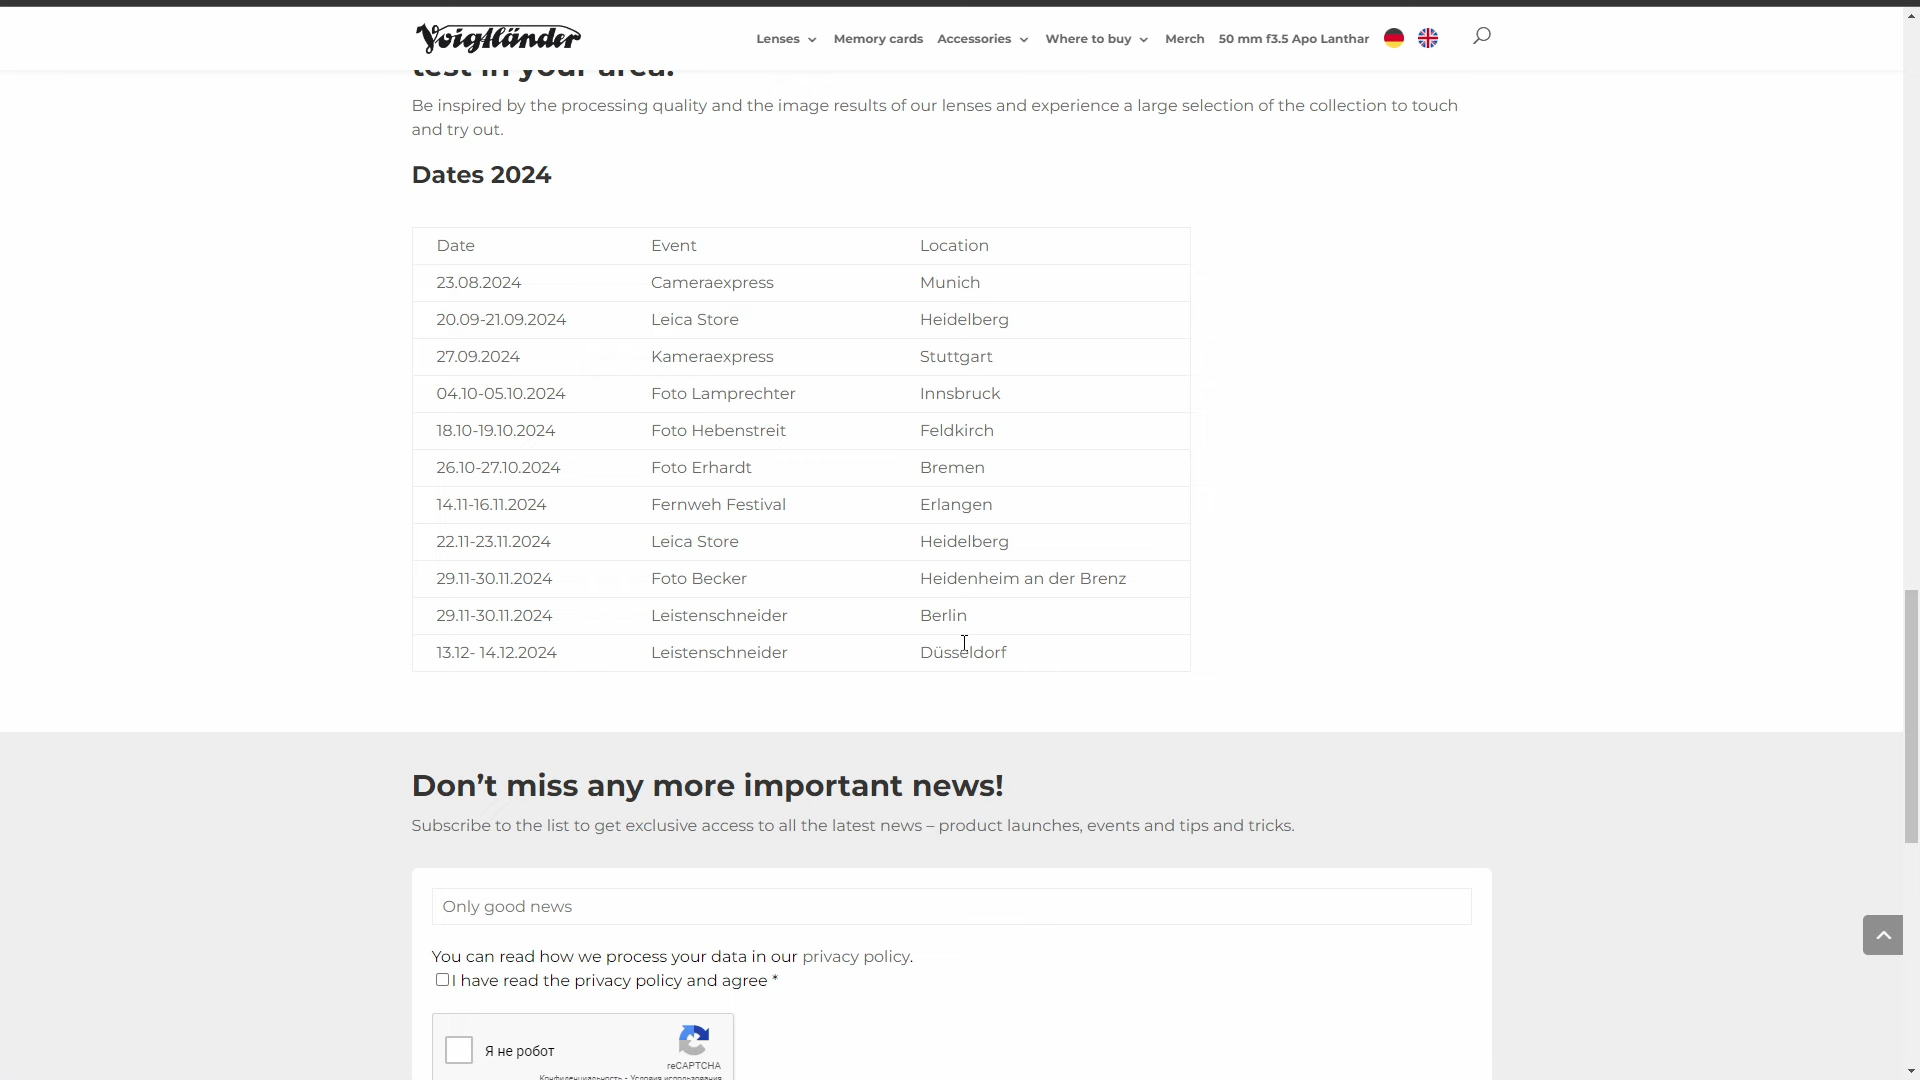 Voigtländer
Lenses Memory cards Accessories Where to buy Merch 50 mm f3.5 Apo Lanthar
test in your area.
Be inspired by the processing quality and the image results of our lenses and experience a large selection of the collection to touch
and try out.
Dates 2024
Date Event Location
23.08.2024 Cameraexpress Munich
20.09-21.09.2024 Leica Store Heidelberg
27.09.2024 Kameraexpress Stuttgart
04.10-05.10.2024 Foto Lamprechter Innsbruck
18.10-19.10.2024 Foto Hebenstreit Feldkirch
26.10-27.10.2024 Foto Erhardt Bremen
14.11-16.11.2024 Fernweh Festival Erlangen
22.11-23.11.2024 Leica Store Heidelberg
29.11-30.11.2024 Foto Becker Heidenheim an der Brenz
29.11-30.11.2024 Leistenschneider Berlin
13.12- 14.12.2024 Leistenschneider Düsseldorf
Don’t miss any more important news!
Subscribe to the list to get exclusive access to all the latest news – product launches, events and tips and tricks.
Only good news
You can read how we process your data in our privacy policy.
I have read the privacy policy and agree *
Я не робот
reCAPTCHA
Конфиденциальность - Условия использования